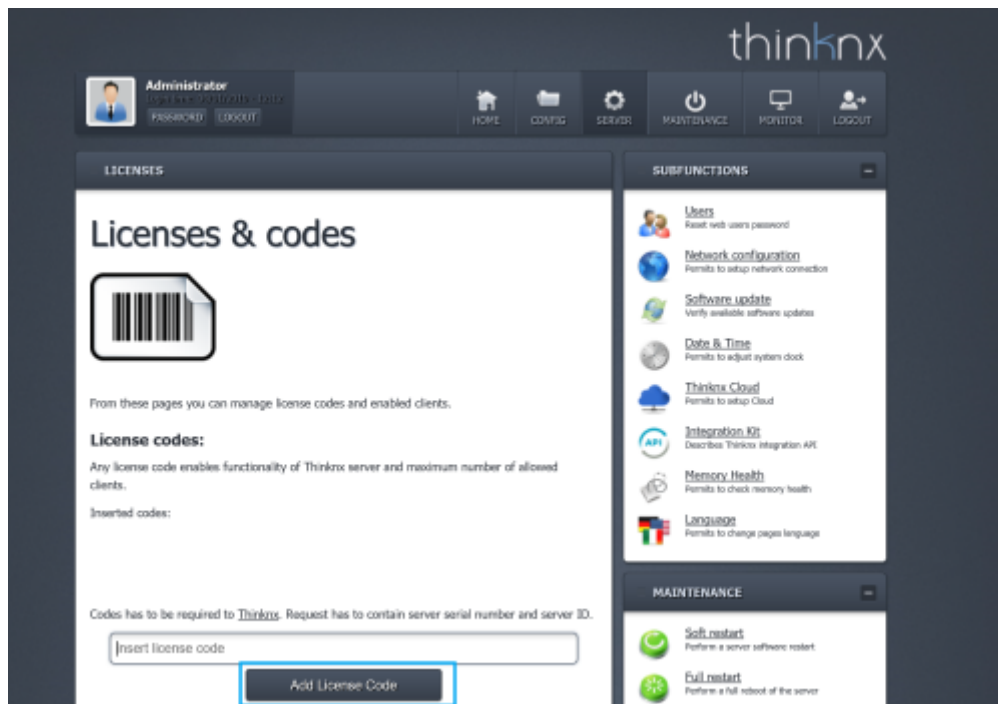 thinknx
Administrator
PASSWORD LOGOUT
HOME CONFIG SERVER MAINTENANCE MONITOR LOGOUT
LICENSES
Licenses & codes
From these pages you can manage license codes and enabled clients.
License codes:
Any license code enables functionality of Thinknx server and maximum number of allowed
clients.
Inserted codes:
Codes has to be required to Thinknx. Request has to contain server serial number and server ID.
Insert license code
Add License Code
SUBFUNCTIONS
Users
Reset web users password
Network configuration
Permits to setup network connection
Software update
Verify available software updates
Date & Time
Permits to adjust system clock
Thinknx Cloud
Permits to setup Cloud
API
Integration Kit
Describes Thinknx integration API
Memory Health
Permits to check memory health
Language
Permits to change pages language
MAINTENANCE
Soft restart
Perform a server software restart
Full restart
Perform a full reboot of the server